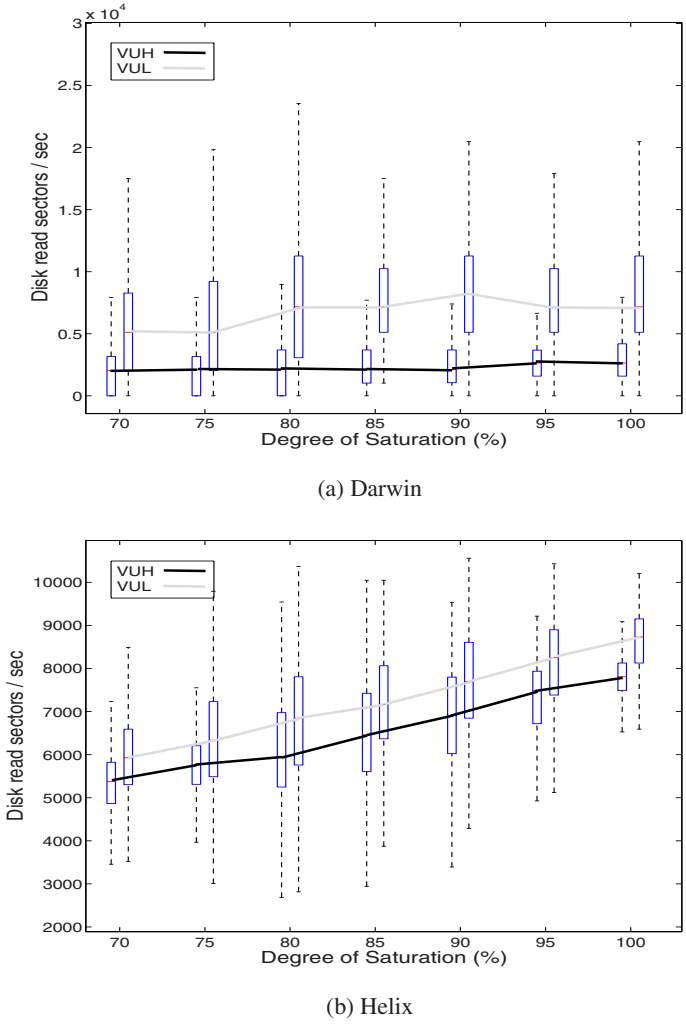 x 10⁴
3
2.5
2
1.5
1
0.5
0
Disk read sectors / sec
VUH
VUL
70 75 80 85 90 95 100
Degree of Saturation (%)
(a) Darwin
10000
9000
8000
7000
6000
5000
4000
3000
2000
Disk read sectors / sec
VUH
VUL
70 75 80 85 90 95 100
Degree of Saturation (%)
(b) Helix